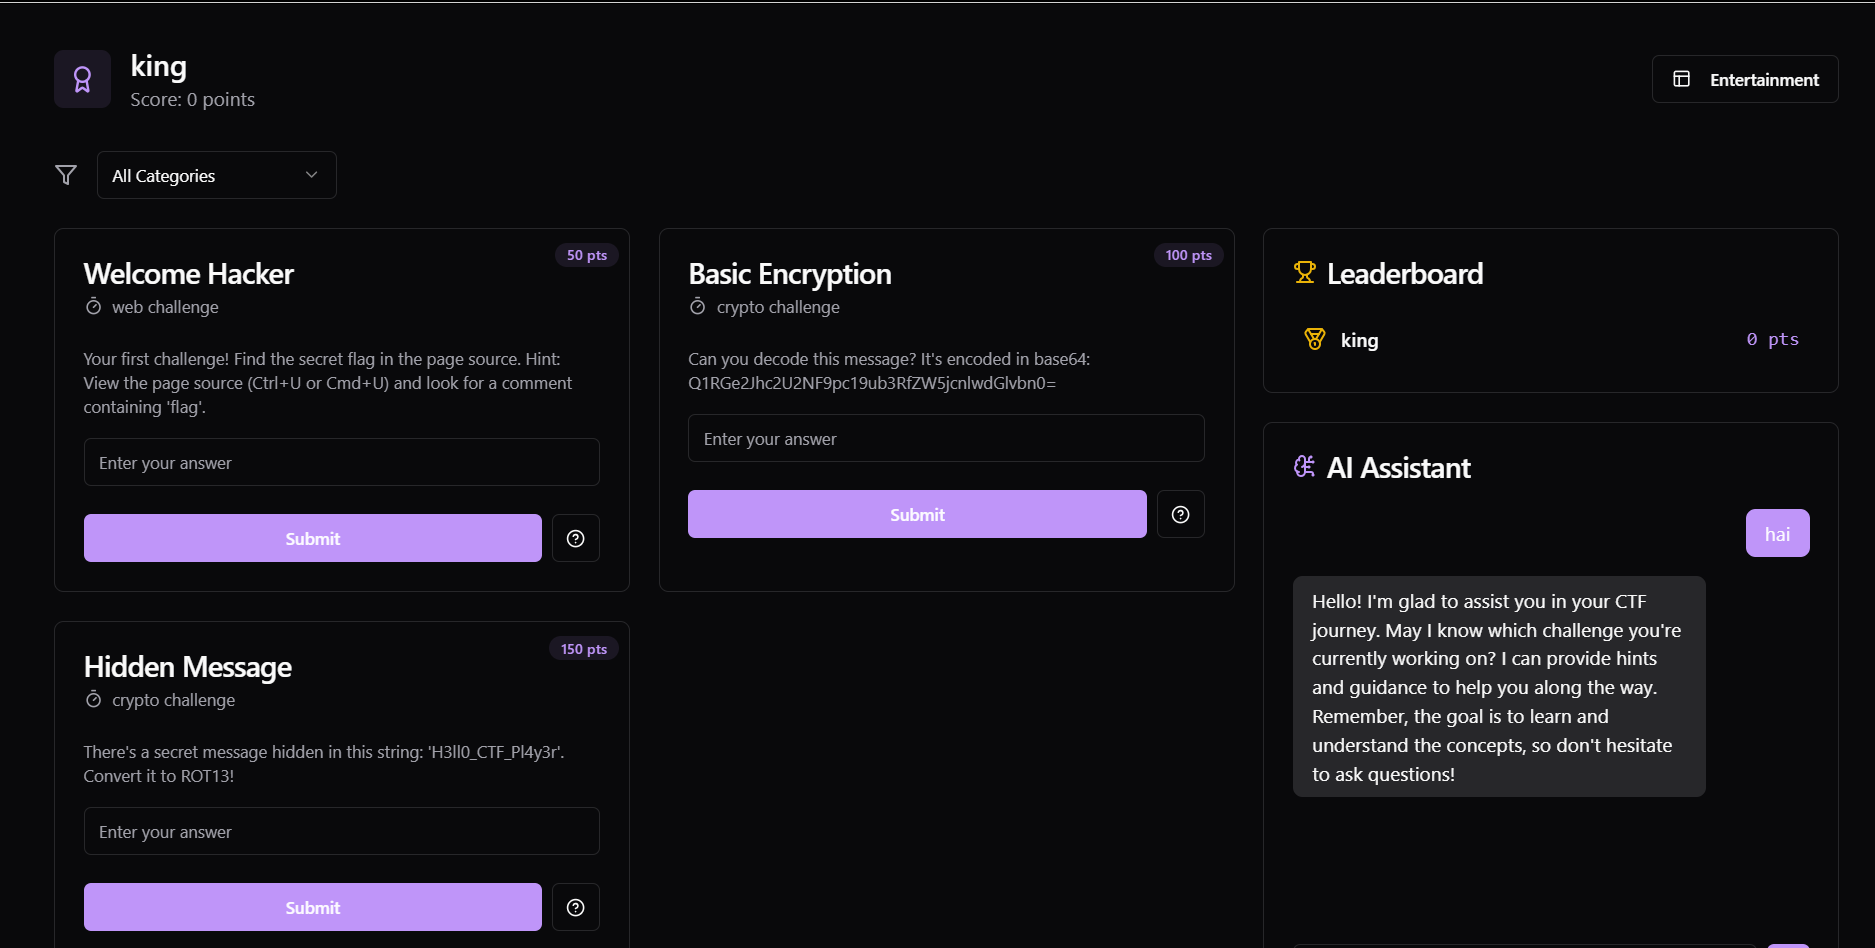 king
Score: 0 points
Entertainment
All Categories
50 pts
Welcome Hacker
web challenge
Your first challenge! Find the secret flag in the page source. Hint:
View the page source (Ctrl+U or Cmd+U) and look for a comment
containing 'flag'.
Enter your answer
Submit
100 pts
Basic Encryption
crypto challenge
Can you decode this message? It's encoded in base64:
Q1RGe2Jhc2U2NF9pc19ub3RfZW5jcnlwdGlvbn0=
Enter your answer
Submit
150 pts
Hidden Message
crypto challenge
There's a secret message hidden in this string: 'H3ll0_CTF_Pl4y3r'.
Convert it to ROT13!
Enter your answer
Submit
Leaderboard
king
0 pts
AI Assistant
hai
Hello! I'm glad to assist you in your CTF
journey. May I know which challenge you're
currently working on? I can provide hints
and guidance to help you along the way.
Remember, the goal is to learn and
understand the concepts, so don't hesitate
to ask questions!